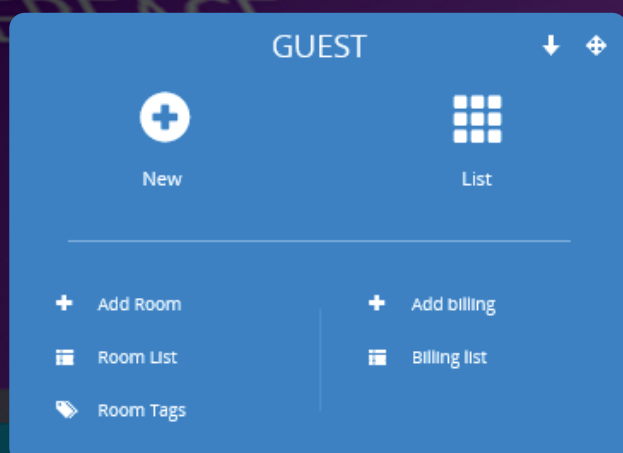 GUEST
New
List
Add Room
Add billing
Room List
Billing list
Room Tags